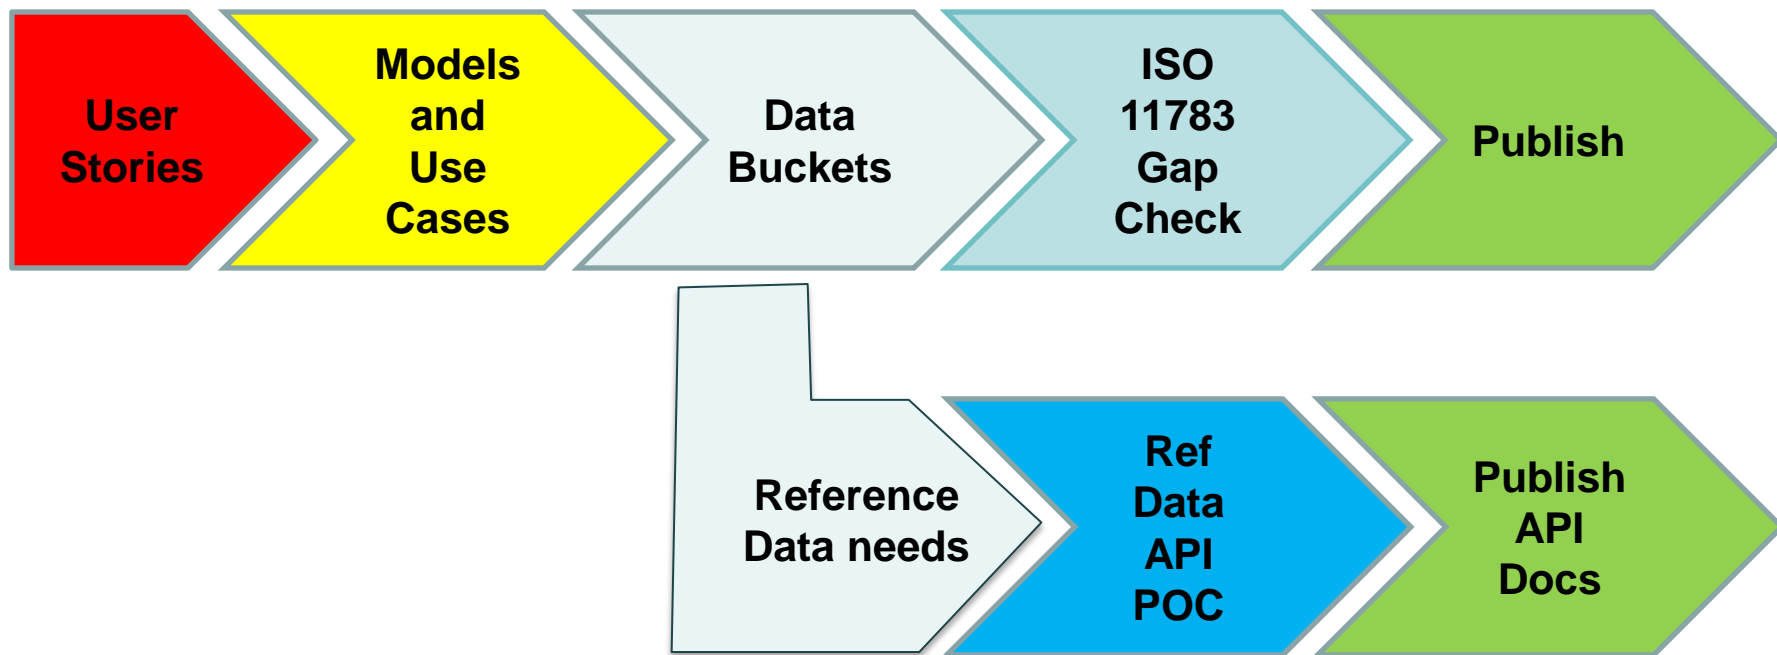 User
Stories
Models
and
Use
Cases
Data
Buckets
ISO
11783
Gap
Check
Publish
Reference
Data needs
Ref
Data
API
POC
Publish
API
Docs